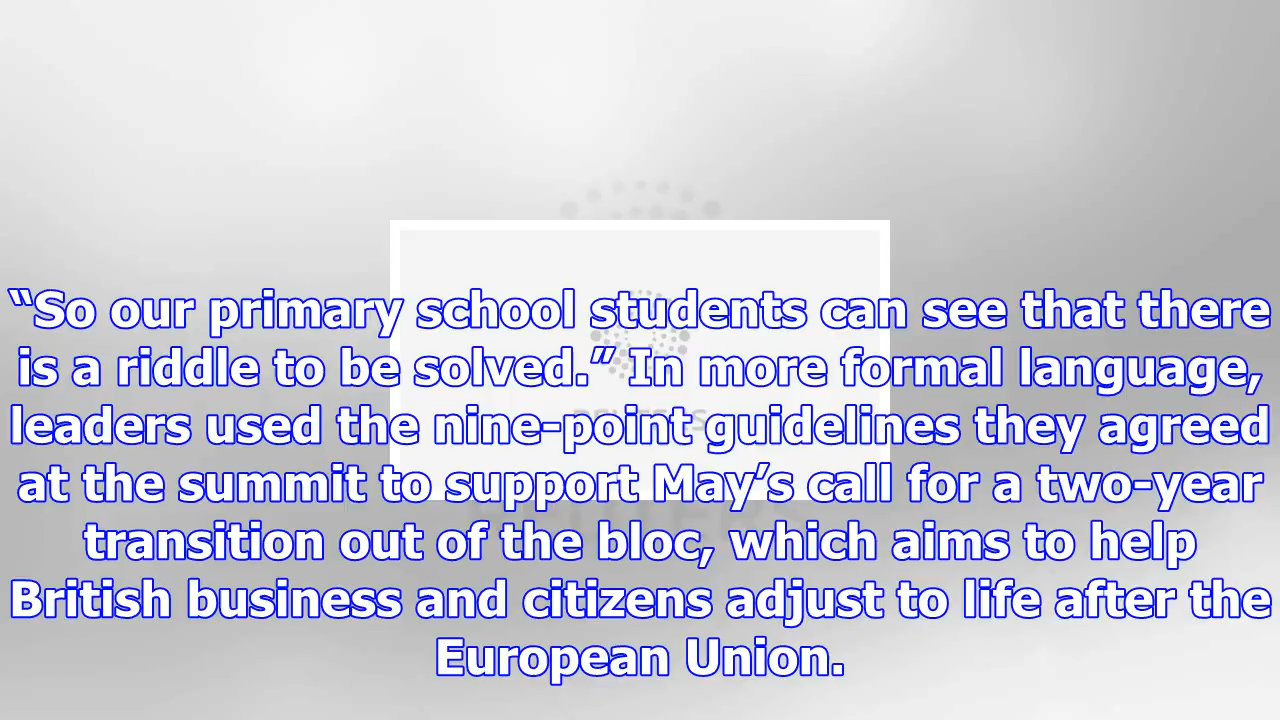 “So our primary school students can see that there
is a riddle to be solved.” In more formal language,
leaders used the nine-point guidelines they agreed
at the summit to support May’s call for a two-year
transition out of the bloc, which aims to help
British business and citizens adjust to life after the
European Union.